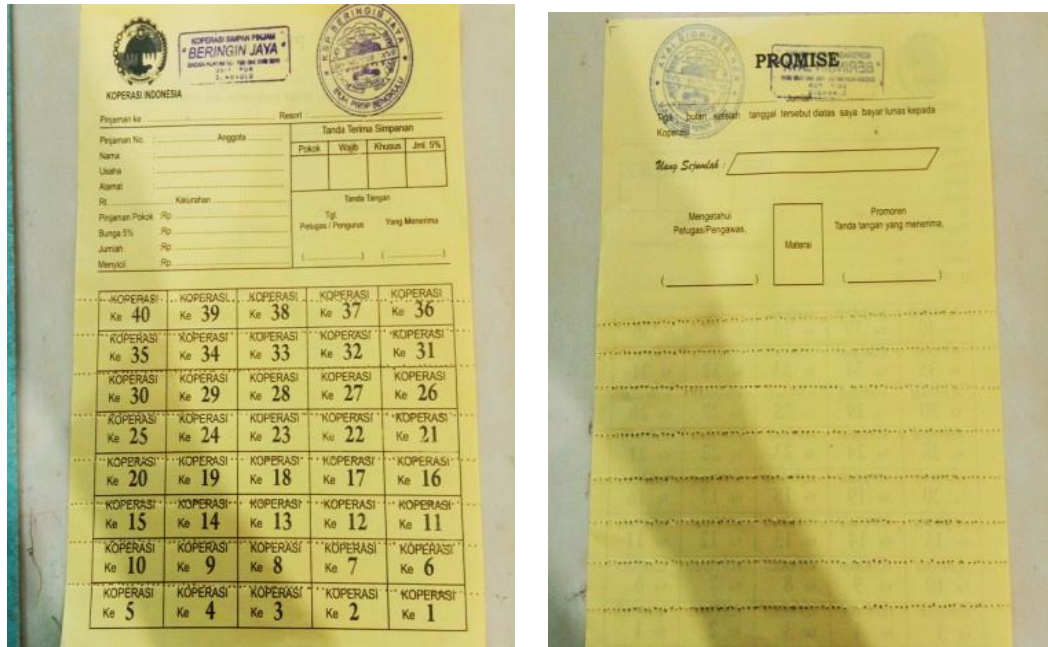 KOPERASI SIMPAN PINJAM
BERINGIN JAYA
KSP BERINGIN JAYA
IPUH PROP BENGKULU
KOPERASI INDONESIA
Pinjaman ke
Resort
Pinjaman No.
Anggota
Nama
Usaha
Alamat
Rt.
Kelurahan
Pinjaman Pokok :Rp
Bunga 5% :Rp
Jumlah :Rp
Menyicil :Rp
Tanda Terima Simpanan
Pokok Wajib Khusus Jml. 5%
Tanda Tangan
Tgl.
Petugas / Pengurus Yang Menerima
(..............) (..............)
KOPERASI KOPERASI KOPERASI KOPERASI KOPERASI
Ke 40 Ke 39 Ke 38 Ke 37 Ke 36
KOPERASI KOPERASI KOPERASI KOPERASI KOPERASI
Ke 35 Ke 34 Ke 33 Ke 32 Ke 31
KOPERASI KOPERASI KOPERASI KOPERASI KOPERASI
Ke 30 Ke 29 Ke 28 Ke 27 Ke 26
KOPERASI KOPERASI KOPERASI KOPERASI KOPERASI
Ke 25 Ke 24 Ke 23 Ke 22 Ke 21
KOPERASI KOPERASI KOPERASI KOPERASI KOPERASI
Ke 20 Ke 19 Ke 18 Ke 17 Ke 16
KOPERASI KOPERASI KOPERASI KOPERASI KOPERASI
Ke 15 Ke 14 Ke 13 Ke 12 Ke 11
KOPERASI KOPERASI KOPERASI KOPERASI KOPERASI
Ke 10 Ke 9 Ke 8 Ke 7 Ke 6
KOPERASI KOPERASI KOPERASI KOPERASI KOPERASI
Ke 5 Ke 4 Ke 3 Ke 2 Ke 1
PROMISE
Jumlah
Tiga bulan setelah tanggal tersebut diatas saya bayar lunas kepada
Koperasi
Uang Sejumlah :
Mengetahui
Petugas/Pengawas,
Materai
Promoren
Tanda tangan yang menerima,
(____________) (____________)